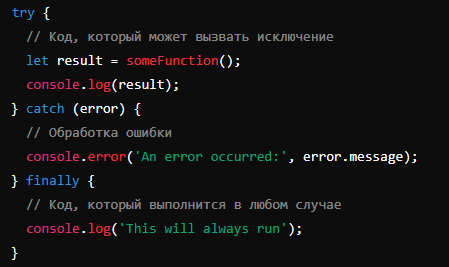 try {
  // Код, который может вызвать исключение
  let result = someFunction();
  console.log(result);
} catch (error) {
  // Обработка ошибки
  console.error('An error occurred:', error.message);
} finally {
  // Код, который выполнится в любом случае
  console.log('This will always run');
}